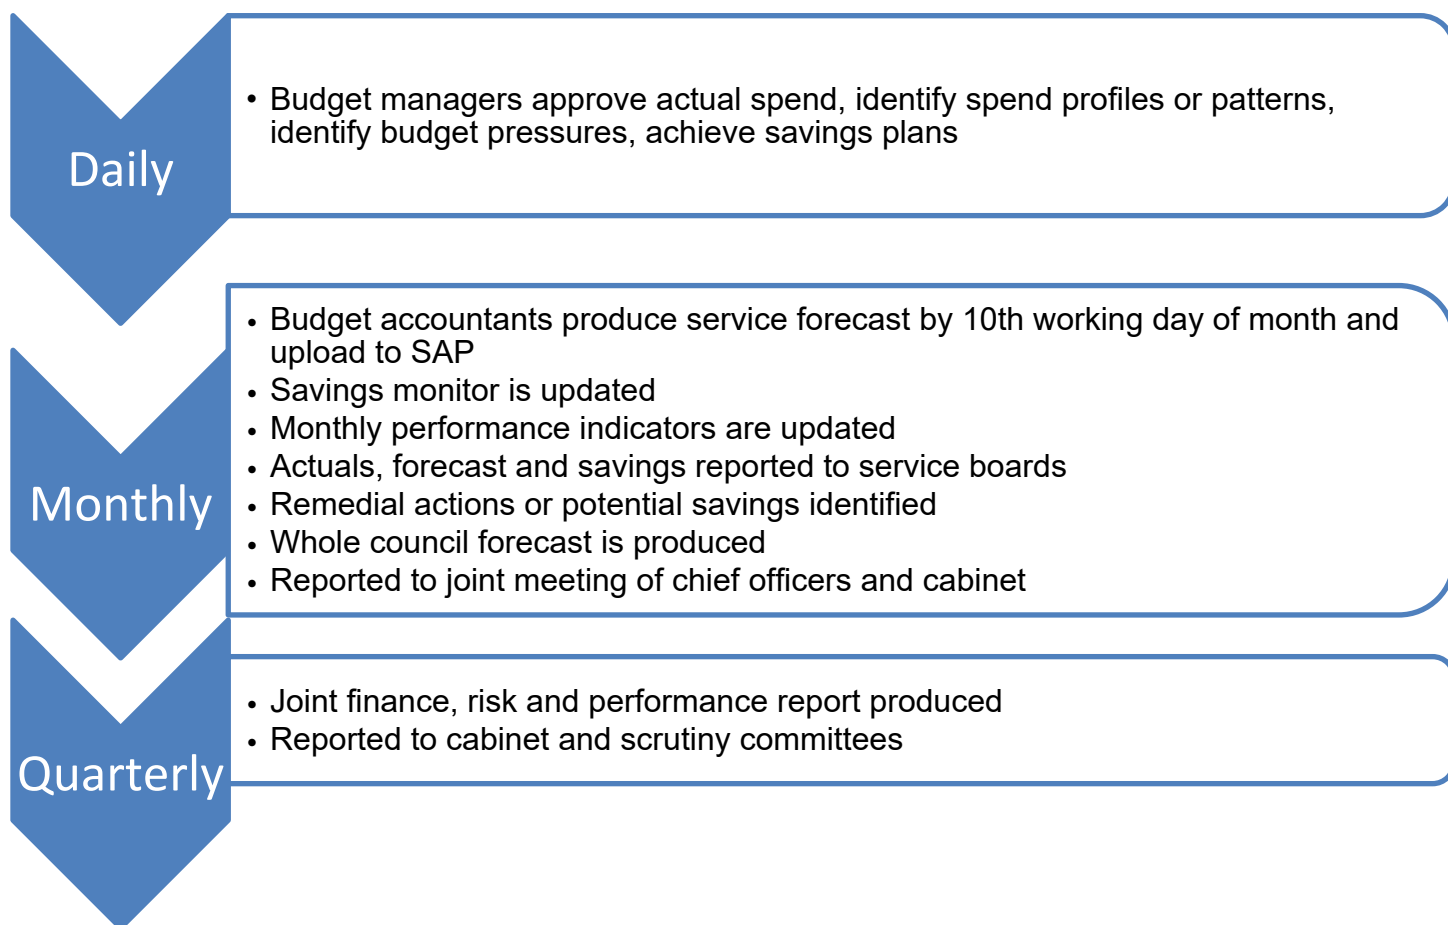 Daily
• Budget managers approve actual spend, identify spend profiles or patterns,
identify budget pressures, achieve savings plans
Monthly
• Budget accountants produce service forecast by 10th working day of month and
upload to SAP
• Savings monitor is updated
• Monthly performance indicators are updated
• Actuals, forecast and savings reported to service boards
• Remedial actions or potential savings identified
• Whole council forecast is produced
• Reported to joint meeting of chief officers and cabinet
Quarterly
• Joint finance, risk and performance report produced
• Reported to cabinet and scrutiny committees